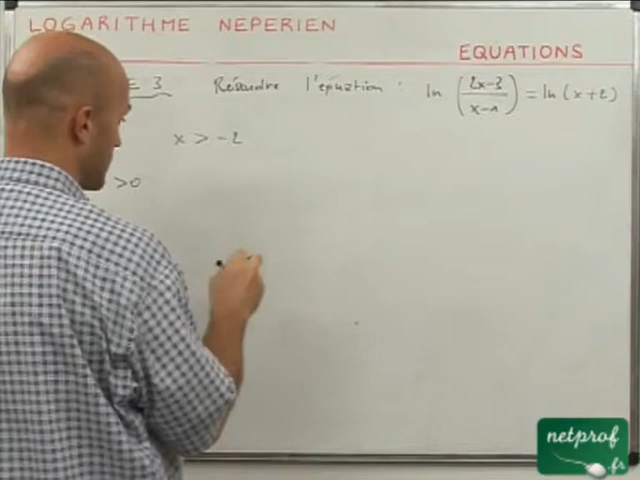 LOGARITHME NEPERIEN
EQUATIONS
E 3 Résoudre l'équation : ln (2x-3 / x-1) = ln (x+2)
x > -2
>0
netprof
.fr